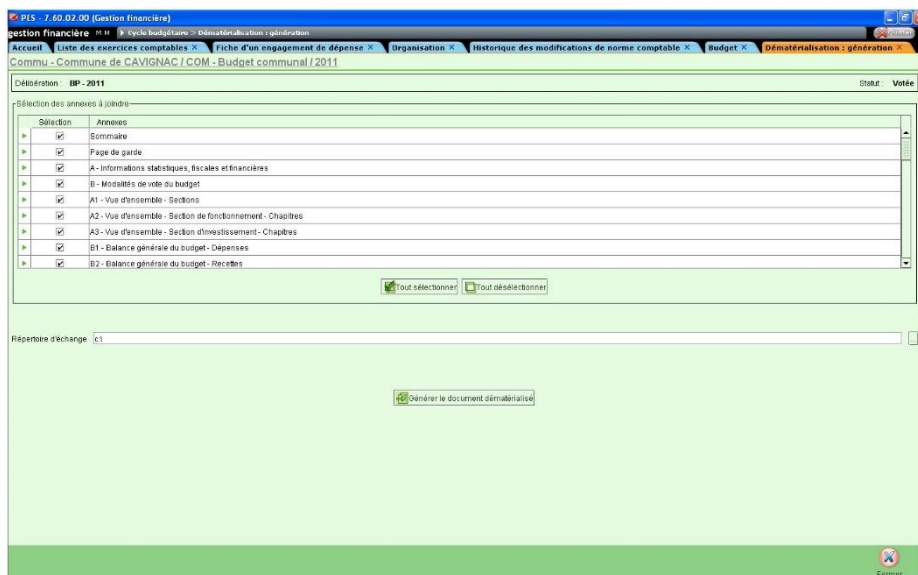 PES - 7.60.02.00 (Gestion financière)
gestion financière M M Cycle budgétaire > Dématérialisation : génération
Accueil Liste des exercices comptables × Fiche d'un engagement de dépense × Organisation × Historique des modifications de norme comptable × Budget × Dématérialisation : génération ×
Commu - Commune de CAVIGNAC / COM - Budget communal / 2011
Délibération : BP - 2011 Statut : Votée
Sélection des annexes à joindre
Sélection Annexes
Sommaire
Page de garde
A - Informations statistiques, fiscales et financières
B - Modalités de vote du budget
A1 - Vue d'ensemble - Sections
A2 - Vue d'ensemble - Section de fonctionnement - Chapitres
A3 - Vue d'ensemble - Section d'investissement - Chapitres
B1 - Balance générale du budget - Dépenses
B2 - Balance générale du budget - Recettes
Tout sélectionner Tout désélectionner
Répertoire d'échange c:\ ...
Générer le document dématérialisé
Fermer